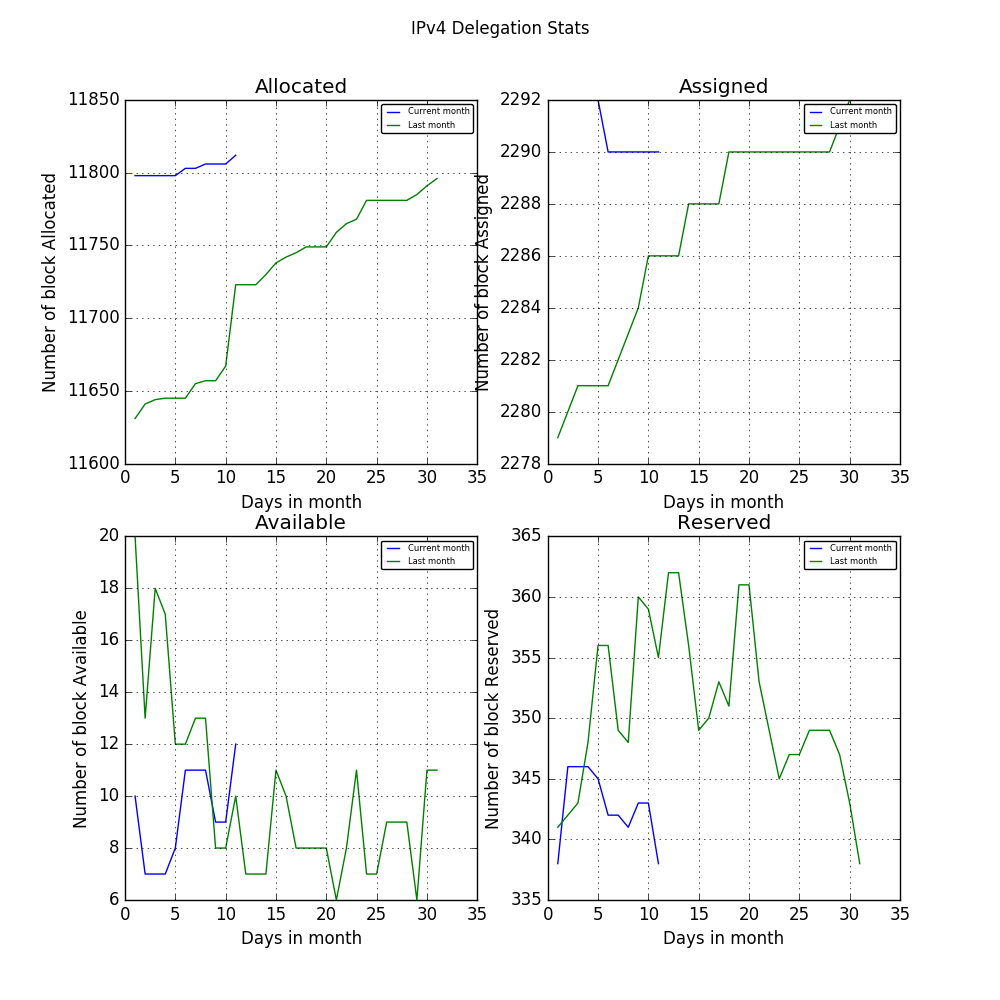 IPv4 Delegation Stats
Allocated
Number of block Allocated
11850
11800
11750
11700
11650
11600
0 5 10 15 20 25 30 35
Days in month
Current month
Last month
Assigned
Number of block Assigned
2292
2290
2288
2286
2284
2282
2280
2278
0 5 10 15 20 25 30 35
Days in month
Current month
Last month
Available
Number of block Available
20
18
16
14
12
10
8
6
0 5 10 15 20 25 30 35
Days in month
Current month
Last month
Reserved
Number of block Reserved
365
360
355
350
345
340
335
0 5 10 15 20 25 30 35
Days in month
Current month
Last month